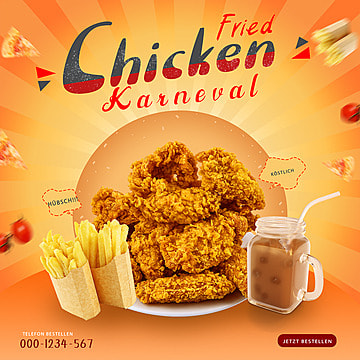 Fried
Chicken
Karneval
KÖSTLICH
HÜBSCH!!
TELEFON BESTELLEN
000-1234-567
JETZT BESTELLEN